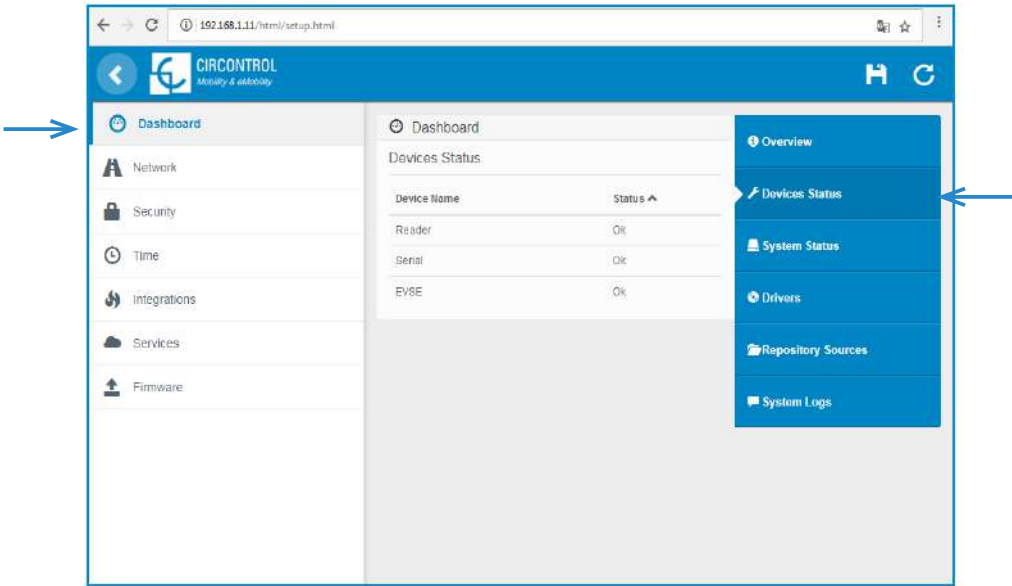 192.168.1.11/html/setup.html
CIRCONTROL
Mobility & eMobility
Dashboard
Network
Security
Time
Integrations
Services
Firmware
Dashboard
Devices Status
Device Name Status
Reader Ok
Serial Ok
EVSE Ok
Overview
Devices Status
System Status
Drivers
Repository Sources
System Logs